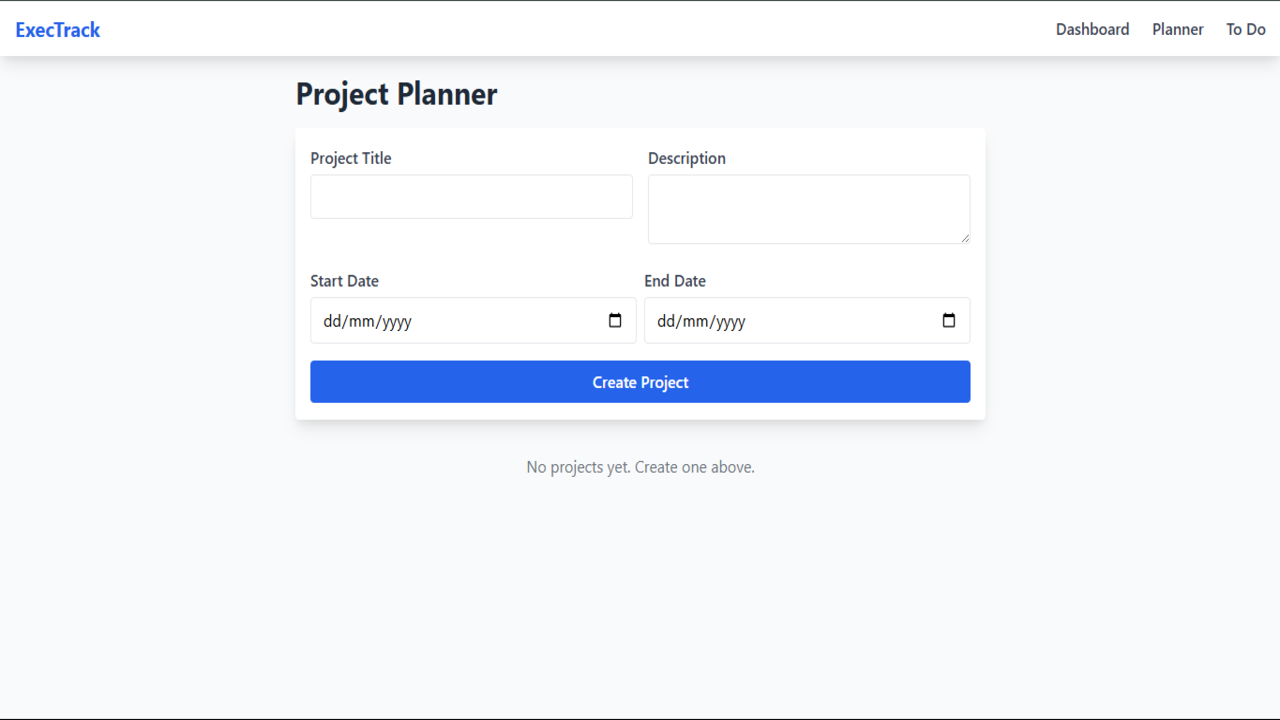 ExecTrack
Dashboard Planner To Do
Project Planner
Project Title
Description
Start Date
End Date
dd/mm/yyyy
dd/mm/yyyy
Create Project
No projects yet. Create one above.